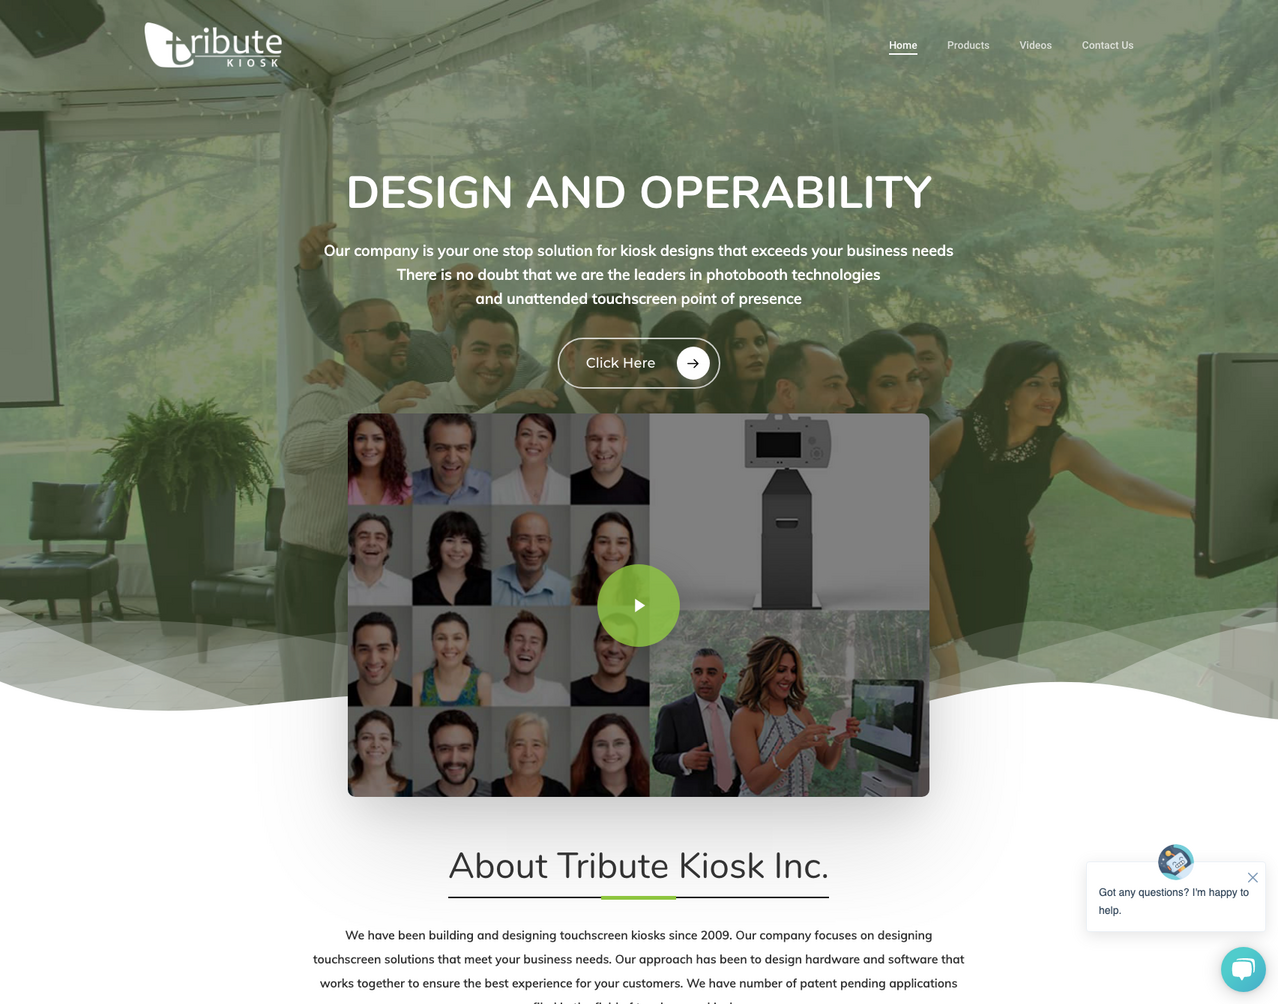 tribute
KIOSK
Home
Products
Videos
Contact Us
DESIGN AND OPERABILITY
Our company is your one stop solution for kiosk designs that exceeds your business needs
There is no doubt that we are the leaders in photobooth technologies
and unattended touchscreen point of presence
Click Here
About Tribute Kiosk Inc.
Got any questions? I'm happy to
help.
We have been building and designing touchscreen kiosks since 2009. Our company focuses on designing
touchscreen solutions that meet your business needs. Our approach has been to design hardware and software that
works together to ensure the best experience for your customers. We have number of patent pending applications